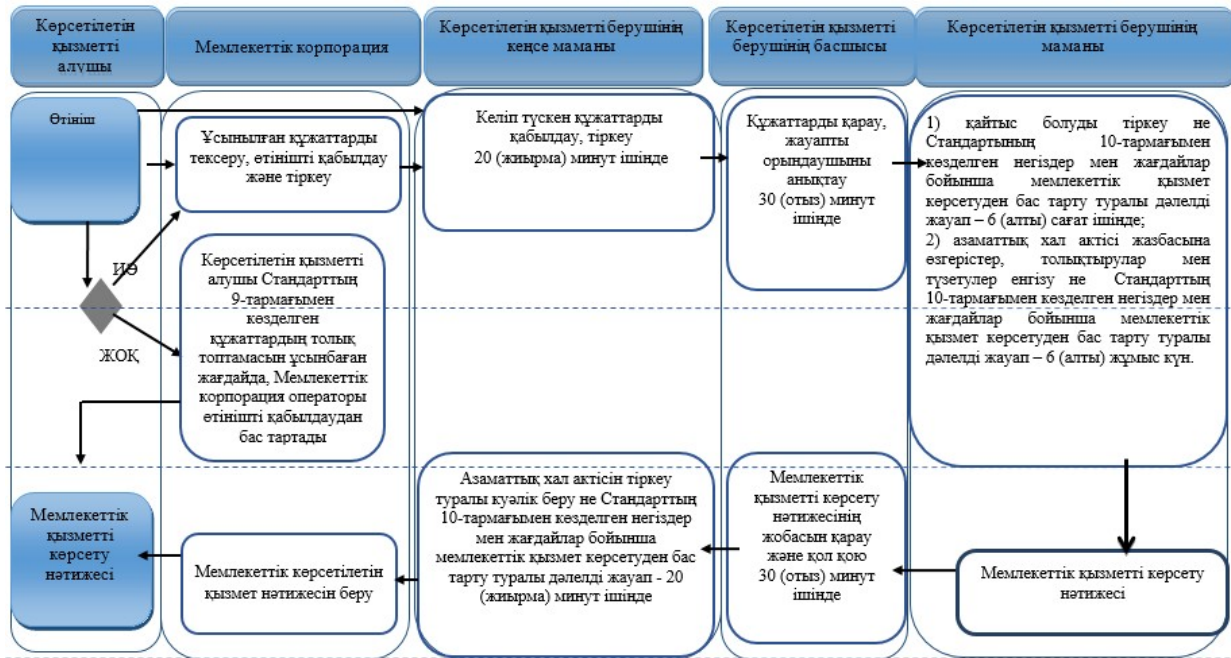 Көрсетілетін
қызметті
алушы
Мемлекеттік корпорация
Көрсетілетін қызметті берушінің
кеңсе маманы
Көрсетілетін қызметті
берушінің басшысы
Көрсетілетін қызметті берушінің
маманы
Өтініш
Ұсынылған құжаттарды
тексеру, өтінішті қабылдау
және тіркеу
Келіп түскен құжаттарды
қабылдау, тіркеу
20 (жиырма) минут ішінде
Құжаттарды қарау,
жауапты
орындаушыны
анықтау
30 (отыз) минут
ішінде
1) қайтыс болуды тіркеу не
Стандартының 10-тармағымен
көзделген негіздер мен жағдайлар
бойынша мемлекеттік қызмет
көрсетуден бас тарту туралы дәлелді
жауап – 6 (алты) сағат ішінде;
2) азаматтық хал актісі жазбасына
өзгерістер, толықтырулар мен
түзетулер енгізу не Стандарттың
10-тармағымен көзделген негіздер мен
жағдайлар бойынша мемлекеттік
қызмет көрсетуден бас тарту туралы
дәлелді жауап – 6 (алты) жұмыс күн.
ИӘ
ЖОҚ
Көрсетілетін қызметті
алушы Стандарттың
9-тармағымен
көзделген
құжаттардың толық
топтамасын ұсынбаған
жағдайда, Мемлекеттік
корпорация операторы
өтінішті қабылдаудан
бас тартады
Мемлекеттік
қызметті
көрсету
нәтижесі
Мемлекеттік көрсетілетін
қызмет нәтижесін беру
Азаматтық хал актісін тіркеу
туралы куәлік беру не Стандарттың
10-тармағымен көзделген негіздер
мен жағдайлар бойынша
мемлекеттік қызмет көрсетуден бас
тарту туралы дәлелді жауап - 20
(жиырма) минут ішінде
Мемлекеттік
қызметті көрсету
нәтижесінің
жобасын қарау
және қол қою
30 (отыз) минут
ішінде
Мемлекеттік қызметті көрсету
нәтижесі